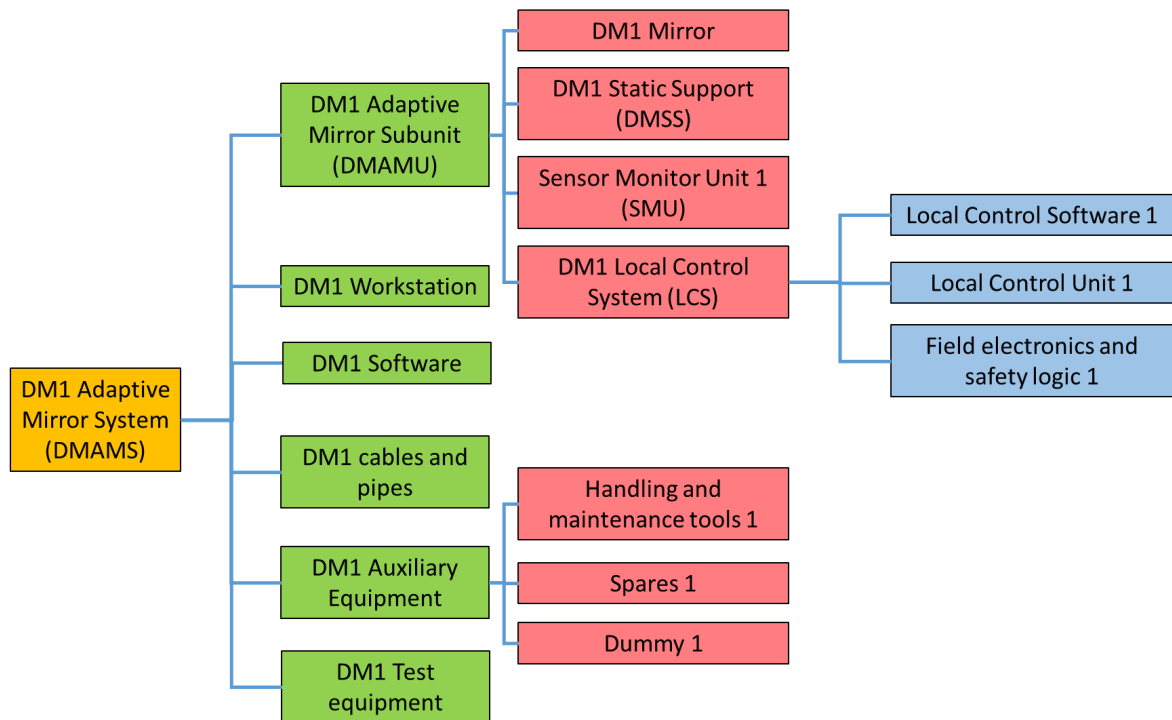 DM1 Adaptive
Mirror System
(DMAMS)
DM1 Adaptive
Mirror Subunit
(DMAMU)
DM1 Workstation
DM1 Software
DM1 cables and
pipes
DM1 Auxiliary
Equipment
DM1 Test
equipment
DM1 Mirror
DM1 Static Support
(DMSS)
Sensor Monitor Unit 1
(SMU)
DM1 Local Control
System (LCS)
Handling and
maintenance tools 1
Spares 1
Dummy 1
Local Control Software 1
Local Control Unit 1
Field electronics and
safety logic 1